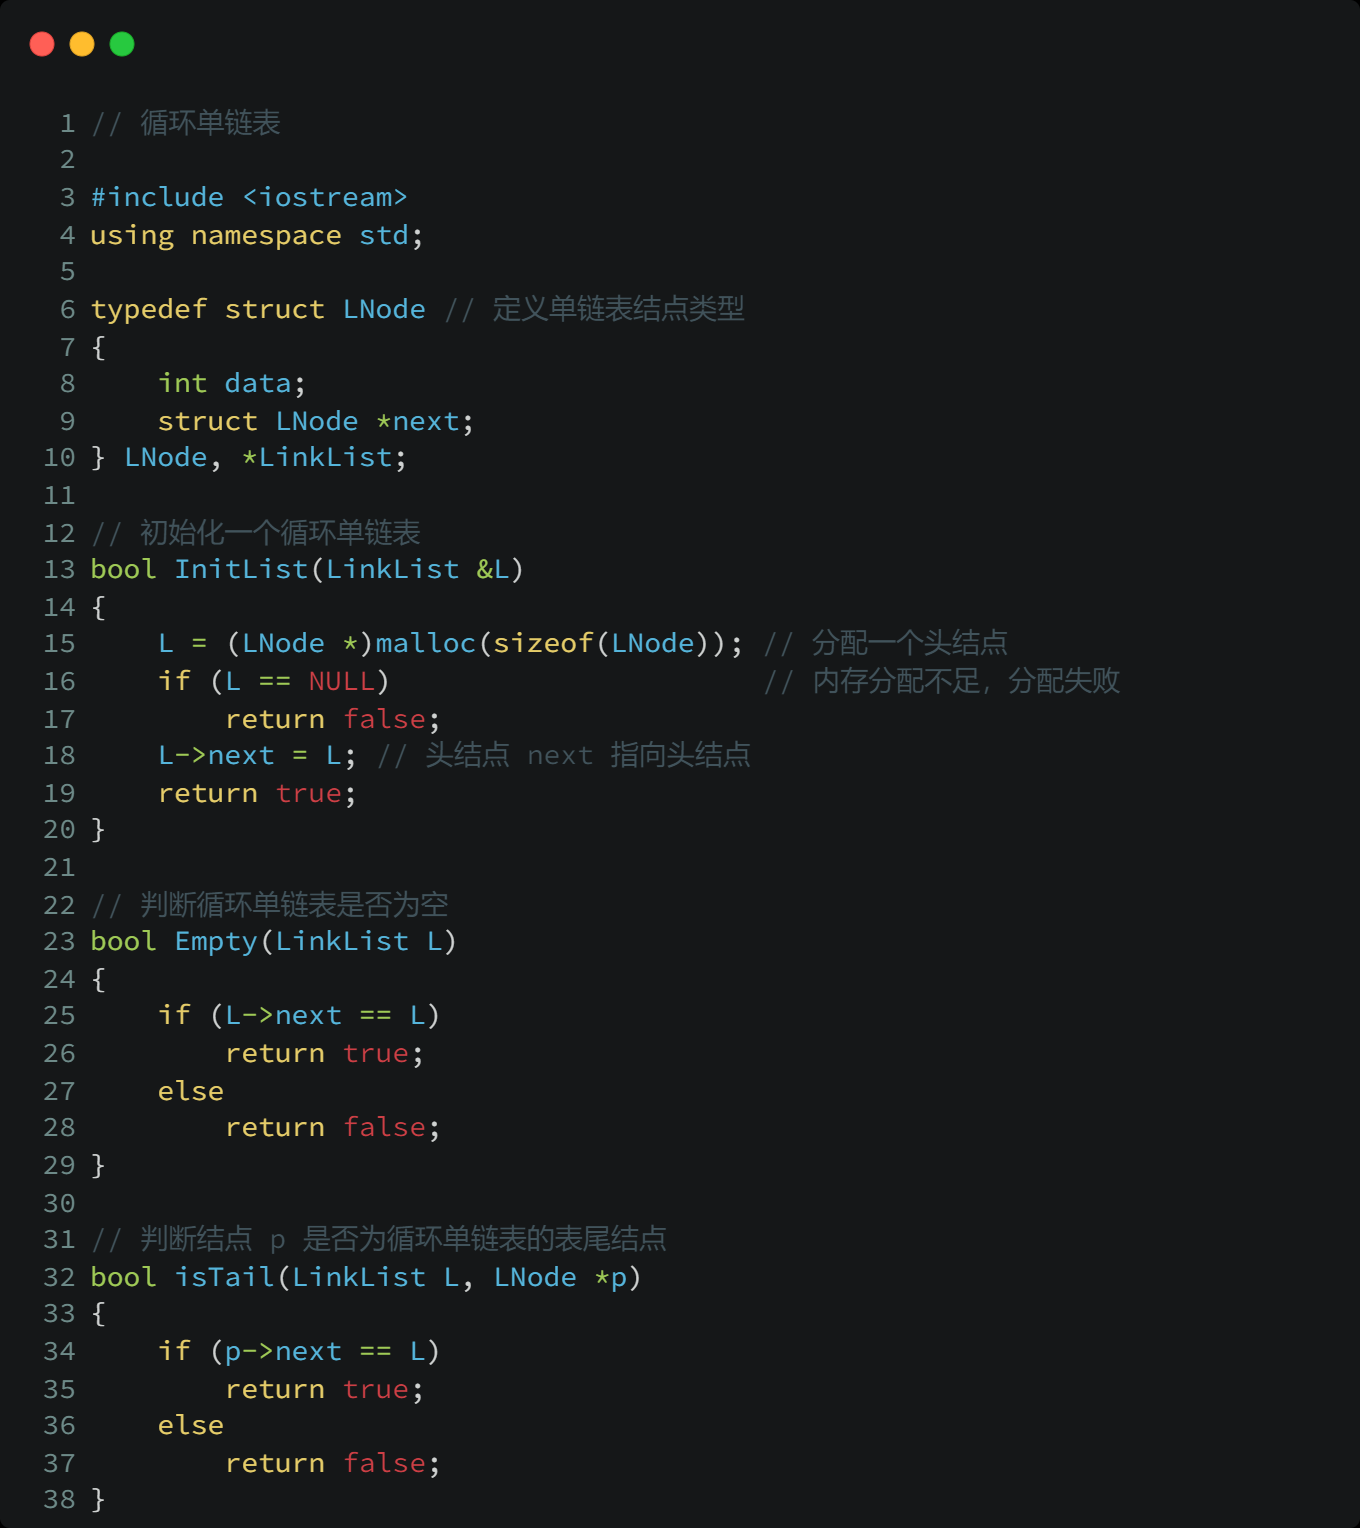 1 // 循环单链表
2
3 #include <iostream>
4 using namespace std;
5
6 typedef struct LNode // 定义单链表结点类型
7 {
8     int data;
9     struct LNode *next;
10 } LNode, *LinkList;
11
12 // 初始化一个循环单链表
13 bool InitList(LinkList &L)
14 {
15     L = (LNode *)malloc(sizeof(LNode)); // 分配一个头结点
16     if (L == NULL)                      // 内存分配不足，分配失败
17         return false;
18     L->next = L; // 头结点 next 指向头结点
19     return true;
20 }
21
22 // 判断循环单链表是否为空
23 bool Empty(LinkList L)
24 {
25     if (L->next == L)
26         return true;
27     else
28         return false;
29 }
30
31 // 判断结点 p 是否为循环单链表的表尾结点
32 bool isTail(LinkList L, LNode *p)
33 {
34     if (p->next == L)
35         return true;
36     else
37         return false;
38 }